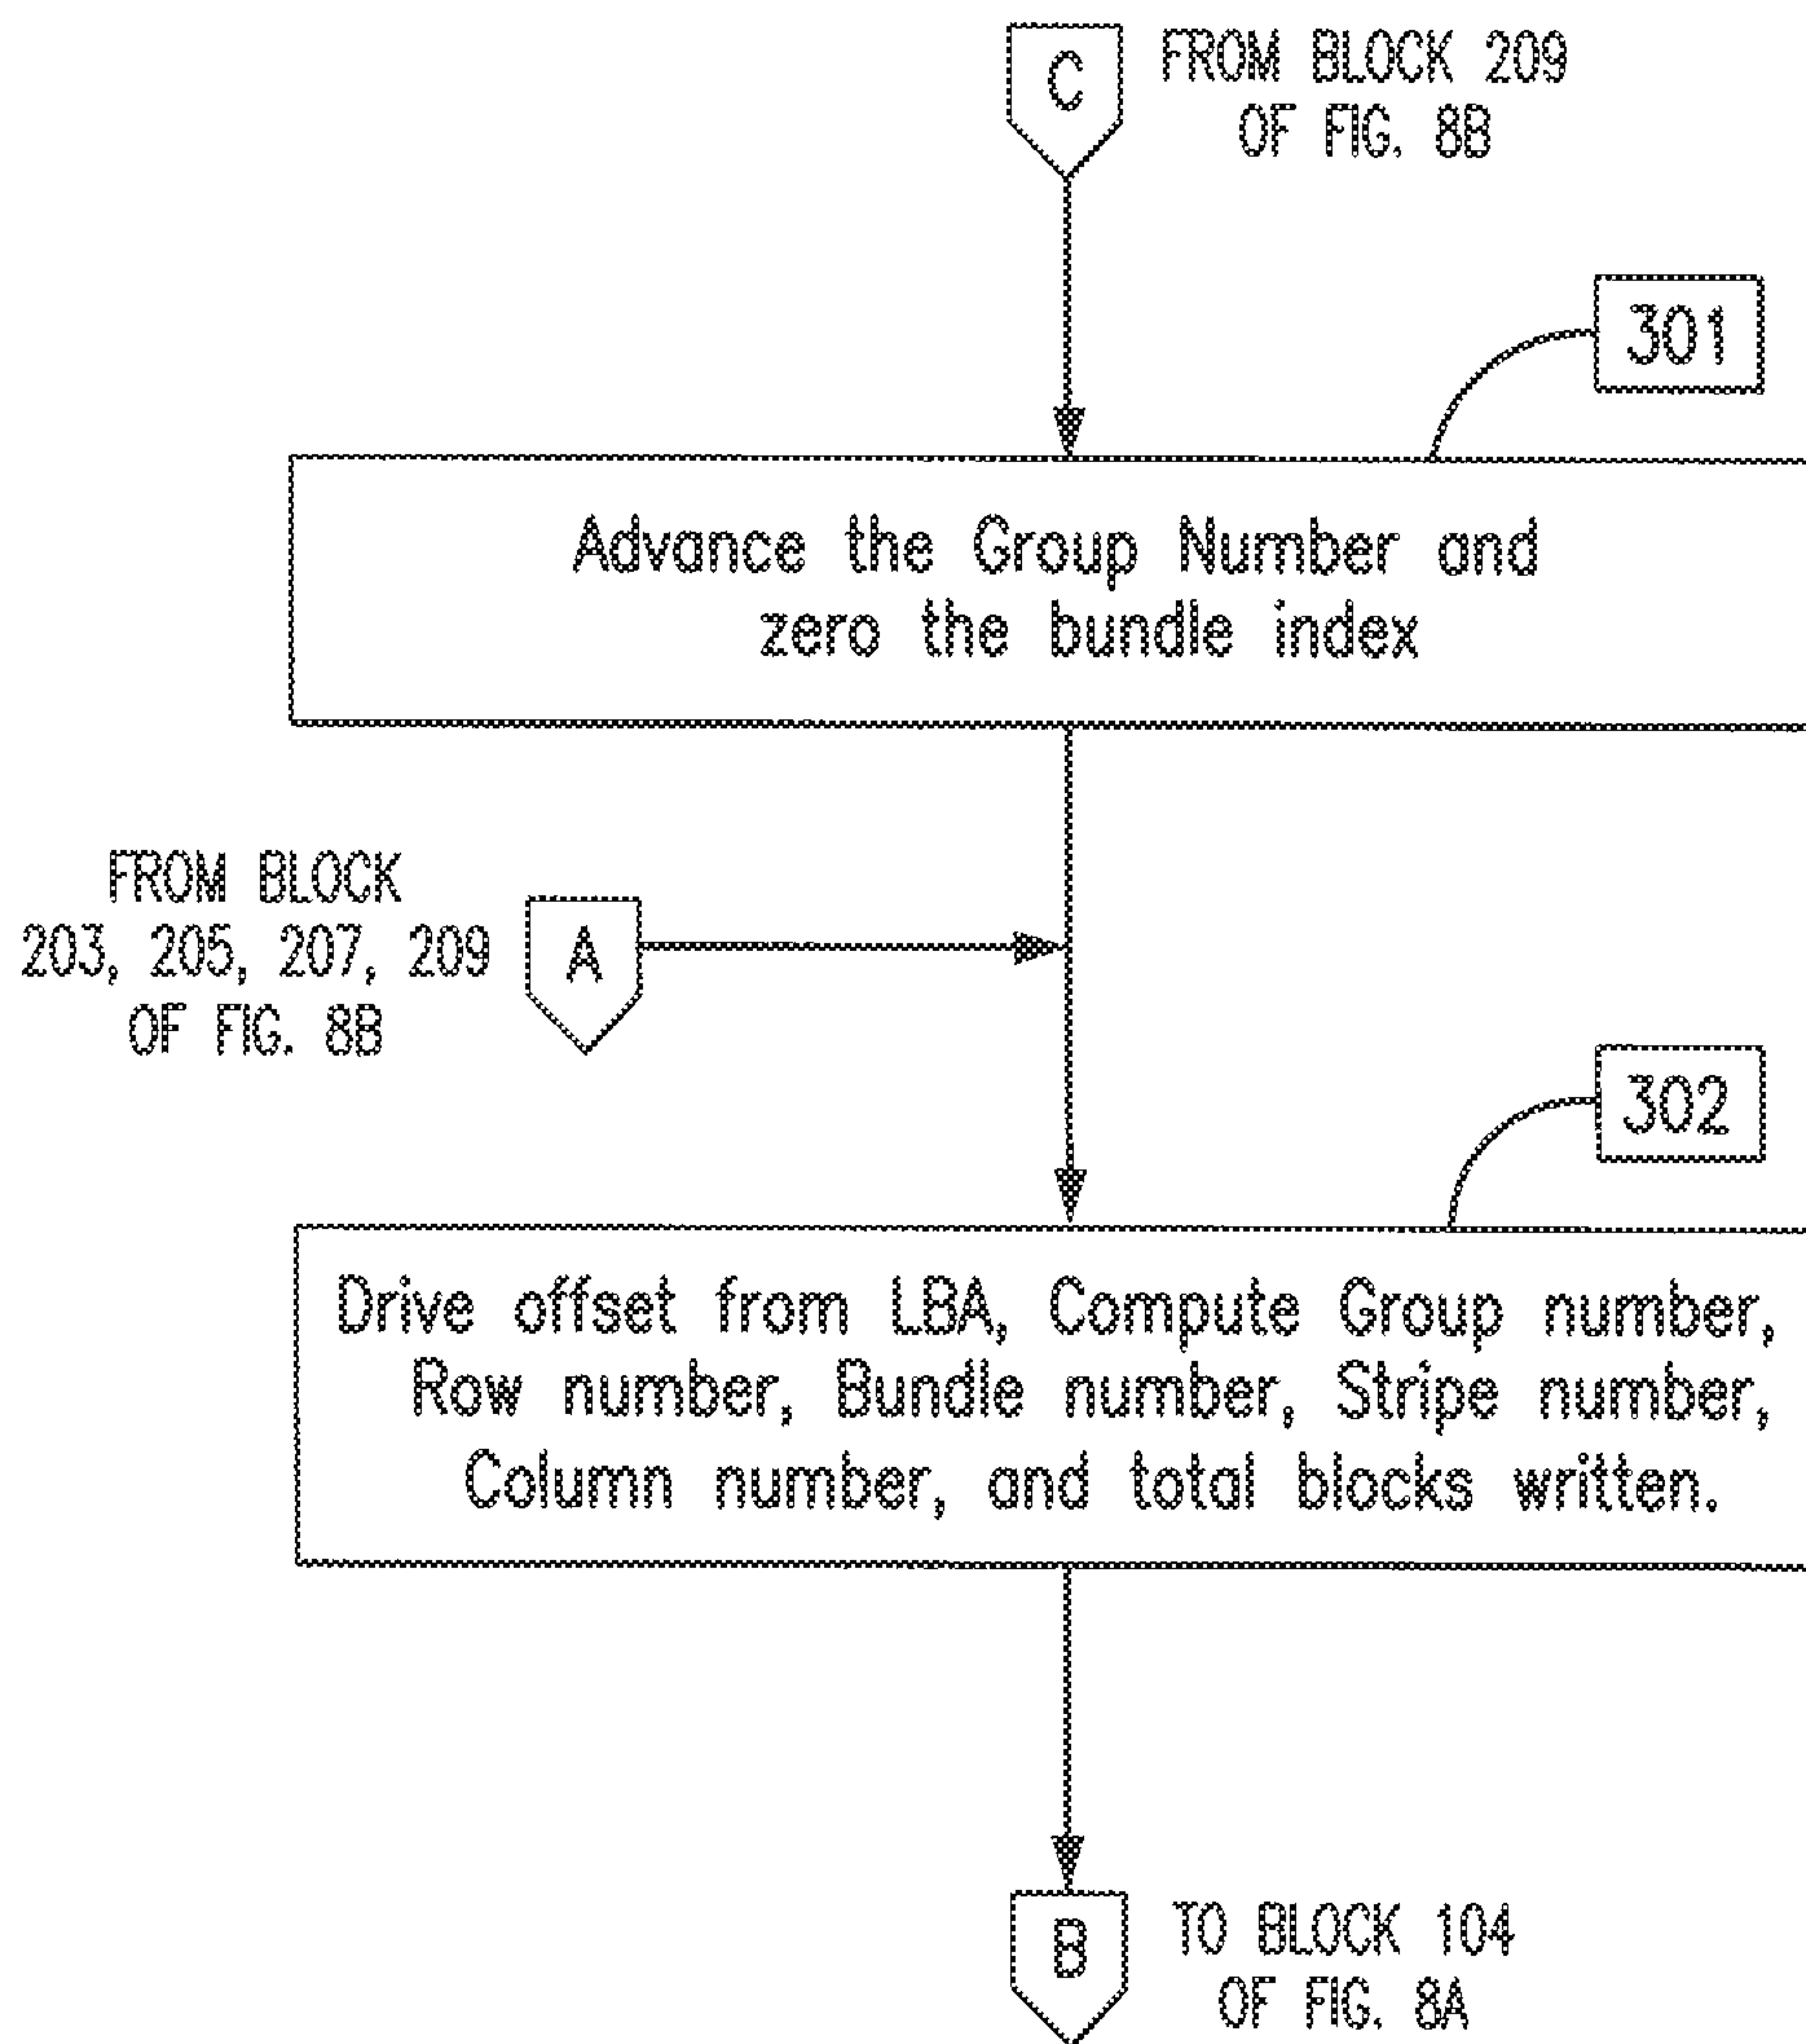 C
FROM BLOCK 209
OF FIG. 8B
301
Advance the Group Number and
zero the bundle index
FROM BLOCK
203, 205, 207, 209
OF FIG. 8B
A
302
Drive offset from LBA, Compute Group number,
Row number, Bundle number, Stripe number,
Column number, and total blocks written.
B
TO BLOCK 104
OF FIG. 8A